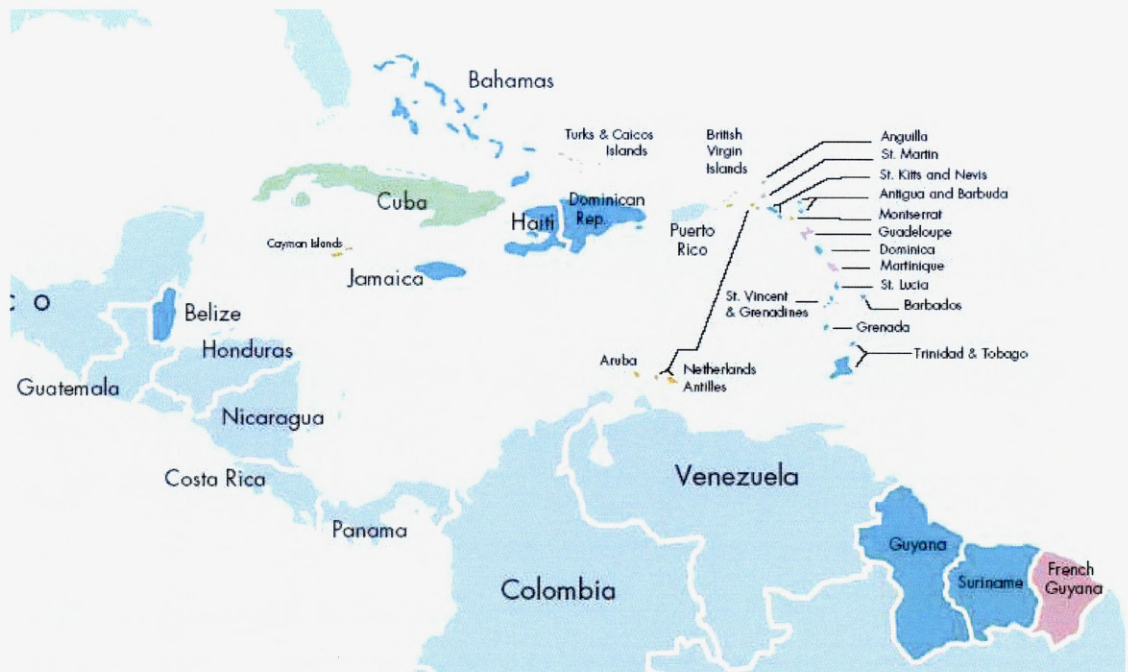 Bahamas
Turks & Caicos
Islands
British
Virgin
Islands
Anguilla
St. Martin
St. Kitts and Nevis
Antigua and Barbuda
Montserrat
Guadeloupe
Dominica
Martinique
St. Lucia
Barbados
St. Vincent
& Grenadines
Grenada
Trinidad & Tobago
Cuba
Haiti
Dominican
Rep.
Puerto
Rico
Cayman Islands
Jamaica
c o
Belize
Honduras
Guatemala
Nicaragua
Aruba
Netherlands
Antilles
Costa Rica
Panama
Venezuela
Colombia
Guyana
Suriname
French
Guyana